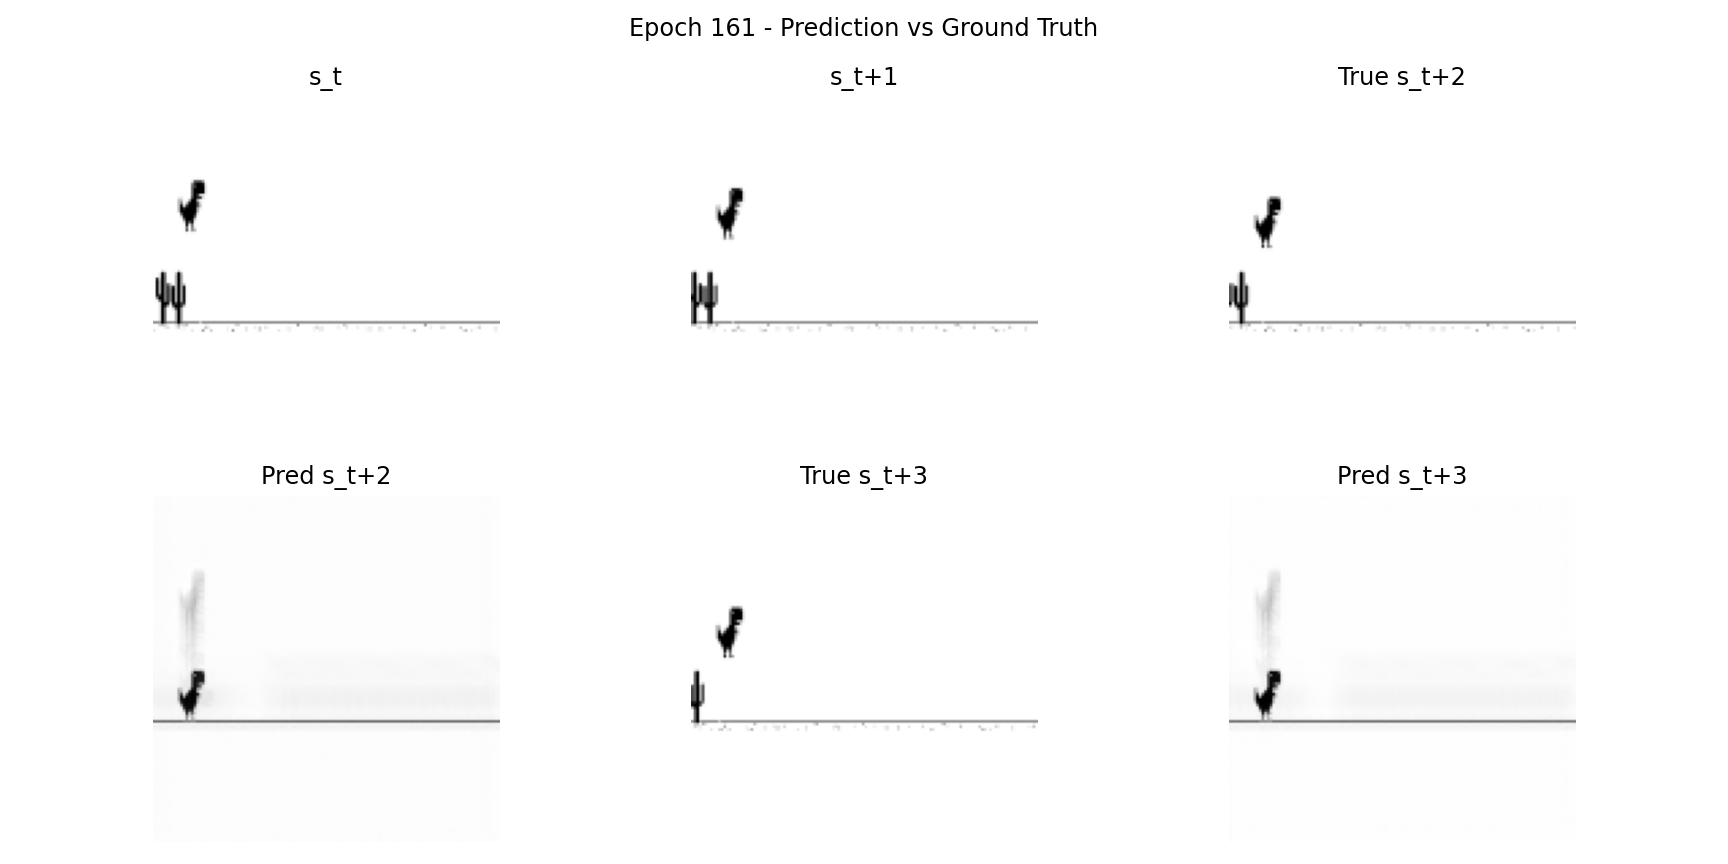 Epoch 161 - Prediction vs Ground Truth
s_t
s_t+1
True s_t+2
Pred s_t+2
True s_t+3
Pred s_t+3